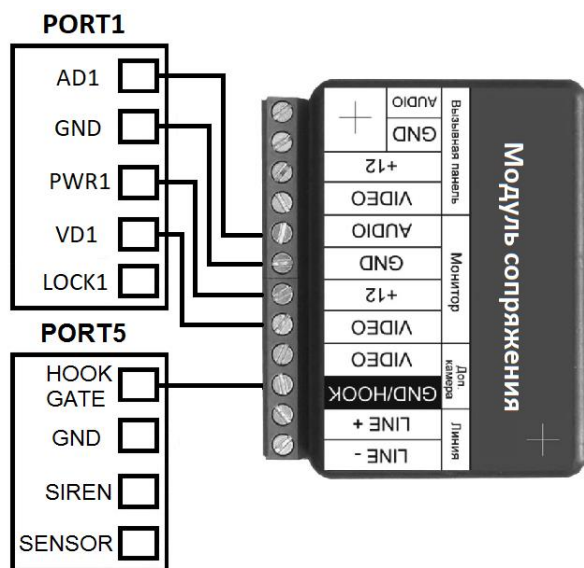 PORT1
AD1
GND
PWR1
VD1
LOCK1
PORT5
HOOK
GATE
GND
SIREN
SENSOR
AUDIO
GND
+12
VIDEO
Вызывная панель
AUDIO
GND
+12
VIDEO
Монитор
VIDEO
GND/HOOK
Доп.
камера
LINE +
LINE -
Линия
Модуль сопряжения